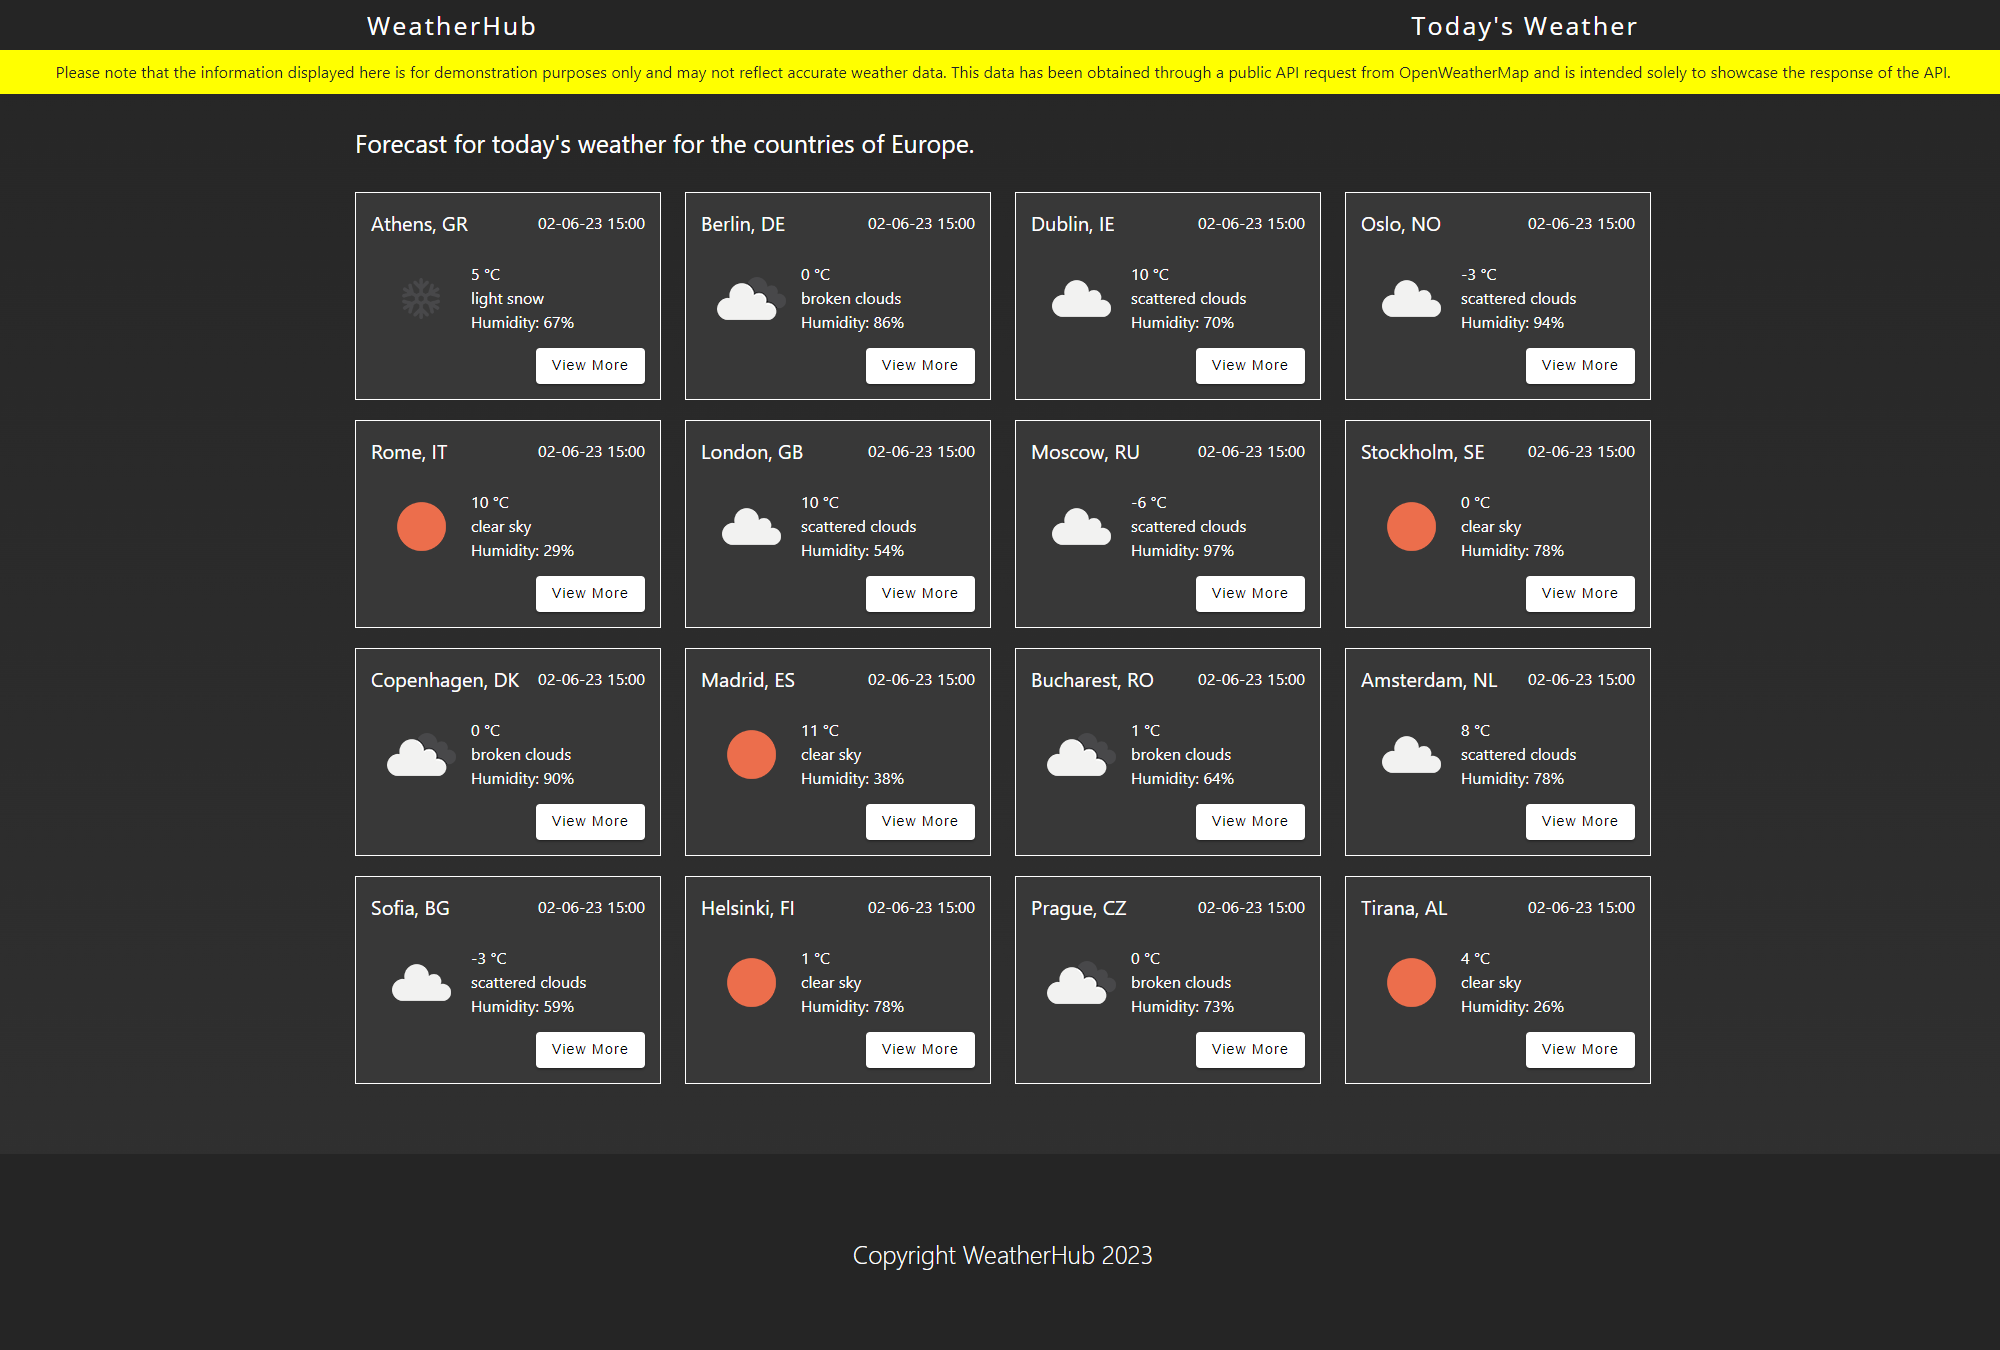 WeatherHub
Today's Weather
Please note that the information displayed here is for demonstration purposes only and may not reflect accurate weather data. This data has been obtained through a public API request from OpenWeatherMap and is intended solely to showcase the response of the API.
Forecast for today's weather for the countries of Europe.
Athens, GR
02-06-23 15:00
5 °C
light snow
Humidity: 67%
View More
Berlin, DE
02-06-23 15:00
0 °C
broken clouds
Humidity: 86%
View More
Dublin, IE
02-06-23 15:00
10 °C
scattered clouds
Humidity: 70%
View More
Oslo, NO
02-06-23 15:00
-3 °C
scattered clouds
Humidity: 94%
View More
Rome, IT
02-06-23 15:00
10 °C
clear sky
Humidity: 29%
View More
London, GB
02-06-23 15:00
10 °C
scattered clouds
Humidity: 54%
View More
Moscow, RU
02-06-23 15:00
-6 °C
scattered clouds
Humidity: 97%
View More
Stockholm, SE
02-06-23 15:00
0 °C
clear sky
Humidity: 78%
View More
Copenhagen, DK
02-06-23 15:00
0 °C
broken clouds
Humidity: 90%
View More
Madrid, ES
02-06-23 15:00
11 °C
clear sky
Humidity: 38%
View More
Bucharest, RO
02-06-23 15:00
1 °C
broken clouds
Humidity: 64%
View More
Amsterdam, NL
02-06-23 15:00
8 °C
scattered clouds
Humidity: 78%
View More
Sofia, BG
02-06-23 15:00
-3 °C
scattered clouds
Humidity: 59%
View More
Helsinki, FI
02-06-23 15:00
1 °C
clear sky
Humidity: 78%
View More
Prague, CZ
02-06-23 15:00
0 °C
broken clouds
Humidity: 73%
View More
Tirana, AL
02-06-23 15:00
4 °C
clear sky
Humidity: 26%
View More
Copyright WeatherHub 2023